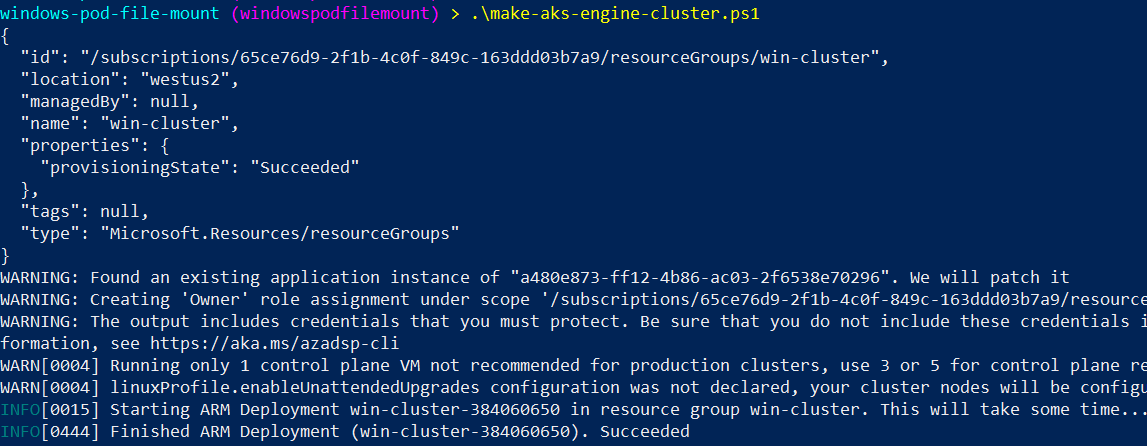 windows-pod-file-mount (windowspodfilemount) > .\make-aks-engine-cluster.ps1
{
  "id": "/subscriptions/65ce76d9-2f1b-4c0f-849c-163ddd03b7a9/resourceGroups/win-cluster",
  "location": "westus2",
  "managedBy": null,
  "name": "win-cluster",
  "properties": {
    "provisioningState": "Succeeded"
  },
  "tags": null,
  "type": "Microsoft.Resources/resourceGroups"
}
WARNING: Found an existing application instance of "a480e873-ff12-4b86-ac03-2f6538e70296". We will patch it
WARNING: Creating 'Owner' role assignment under scope '/subscriptions/65ce76d9-2f1b-4c0f-849c-163ddd03b7a9/resource
WARNING: The output includes credentials that you must protect. Be sure that you do not include these credentials i
formation, see https://aka.ms/azadsp-cli
WARN[0004] Running only 1 control plane VM not recommended for production clusters, use 3 or 5 for control plane re
WARN[0004] linuxProfile.enableUnattendedUpgrades configuration was not declared, your cluster nodes will be configu
INFO[0015] Starting ARM Deployment win-cluster-384060650 in resource group win-cluster. This will take some time...
INFO[0444] Finished ARM Deployment (win-cluster-384060650). Succeeded